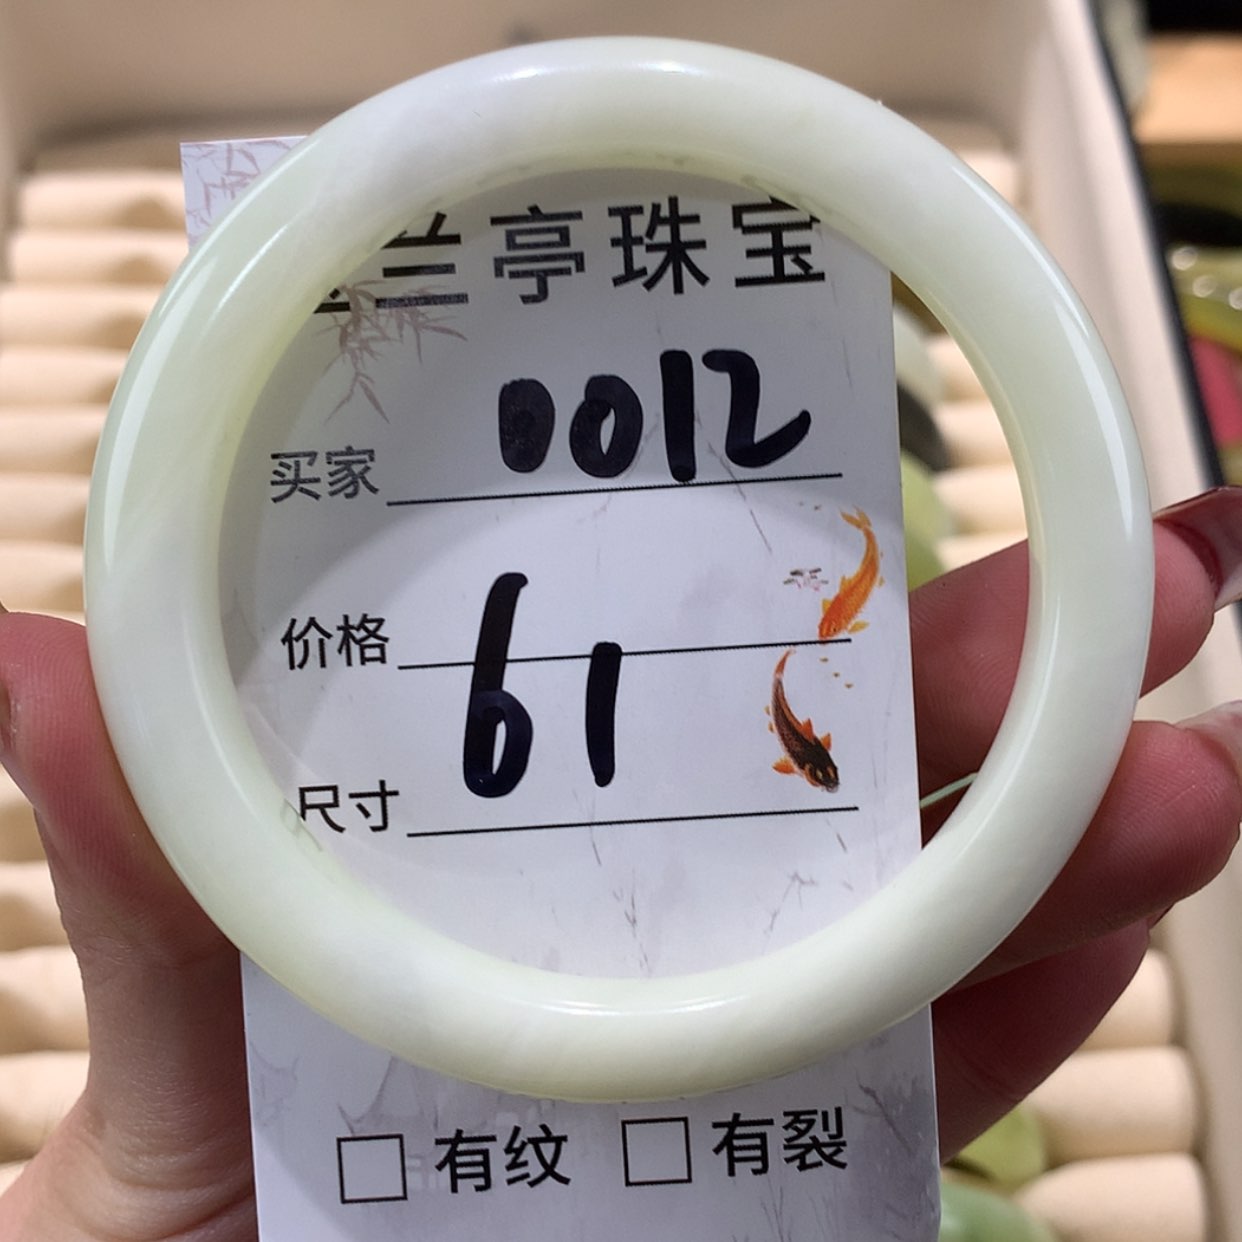 兰亭珠宝
买家 0012
价格
61
尺寸
有纹 有裂